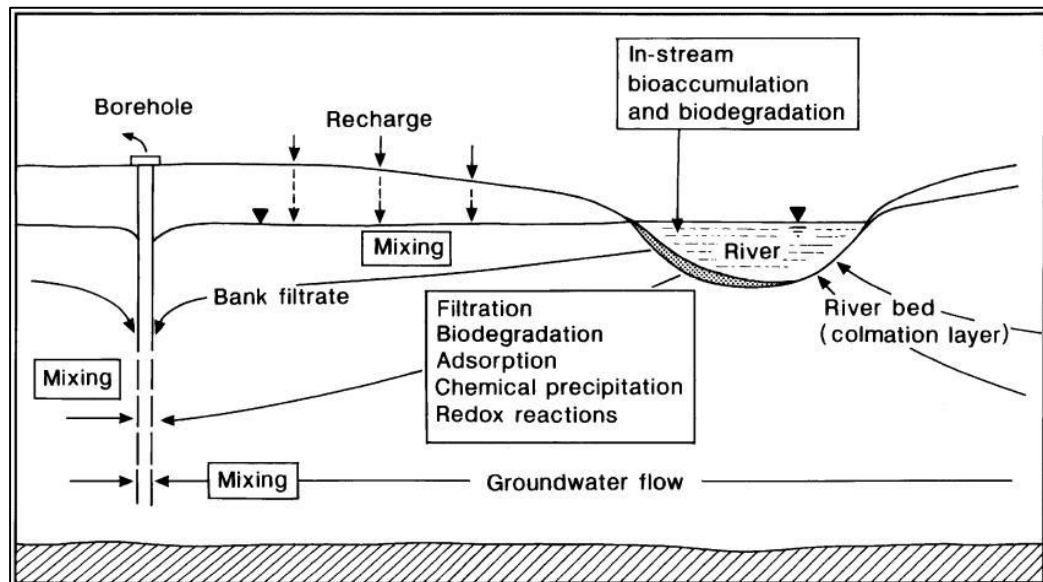 In-stream
bioaccumulation
and biodegradation
Borehole
Recharge
Mixing
River
Bank filtrate
Filtration
Biodegradation
Adsorption
Chemical precipitation
Redox reactions
River bed
(colmation layer)
Mixing
Mixing
Groundwater flow